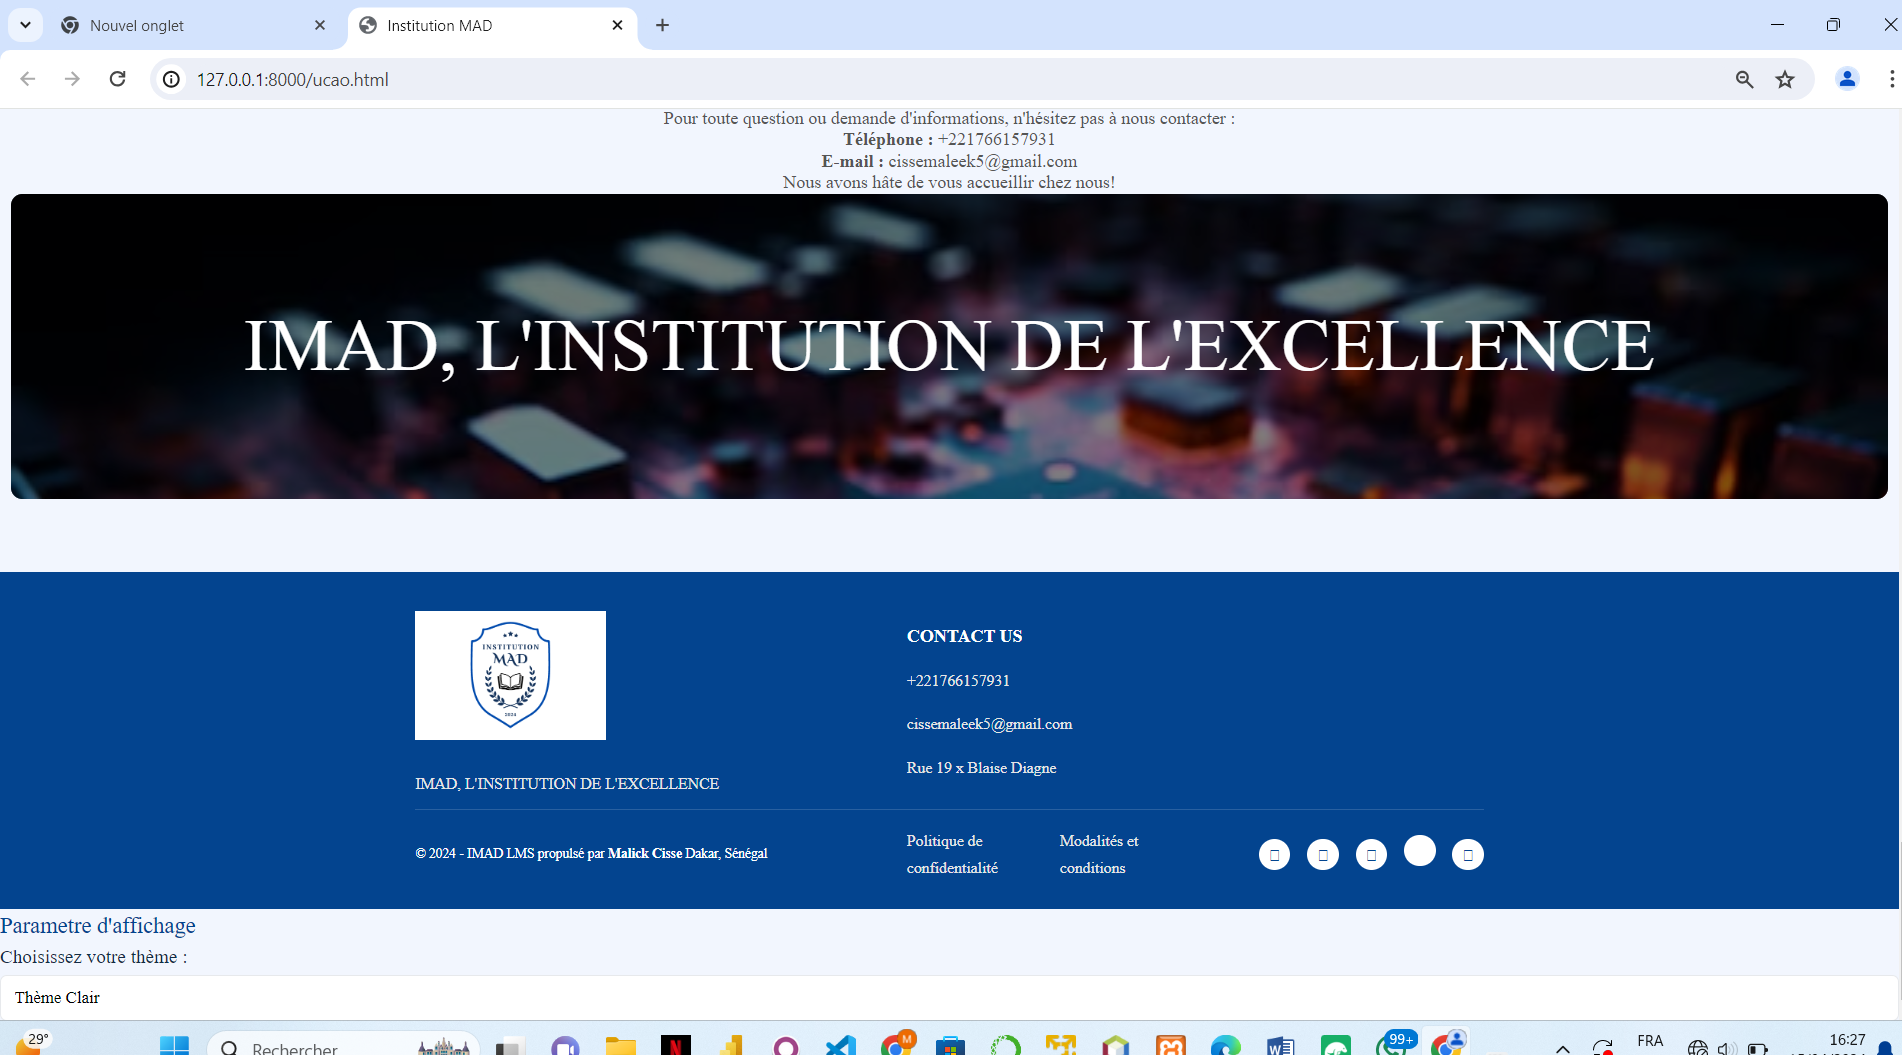 Nouvel onglet
Institution MAD
127.0.0.1:8000/ucao.html
Pour toute question ou demande d'informations, n'hésitez pas à nous contacter :
Téléphone : +221766157931
E-mail : cissemaleek5@gmail.com
Nous avons hâte de vous accueillir chez nous!
IMAD, L'INSTITUTION DE L'EXCELLENCE
INSTITUTION
MAD
2024
IMAD, L'INSTITUTION DE L'EXCELLENCE
CONTACT US
+221766157931
cissemaleek5@gmail.com
Rue 19 x Blaise Diagne
© 2024 - IMAD LMS propulsé par Malick Cisse Dakar, Sénégal
Politique de
confidentialité
Modalités et
conditions
Parametre d'affichage
Choisissez votre thème :
Thème Clair
29°
Rechercher
N
M
W
99+
FRA
16:27